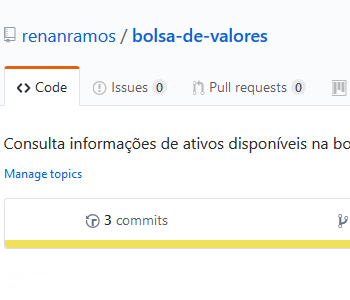 renanramos / bolsa-de-valores
Code Issues 0 Pull requests 0
Consulta informações de ativos disponíveis na bo
Manage topics
3 commits